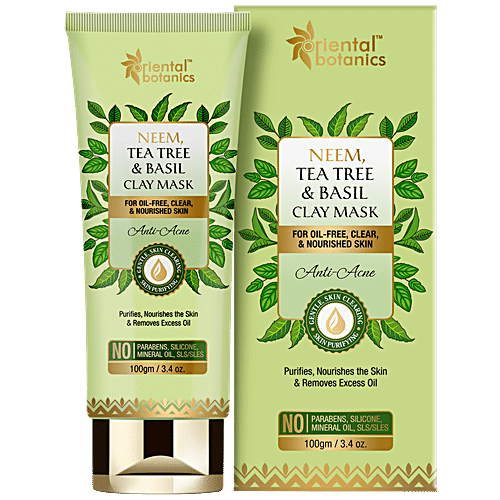 oriental™
botanics
NEEM,
TEA TREE
& BASIL
CLAY MASK
FOR OIL-FREE, CLEAR,
& NOURISHED SKIN
Anti-Acne
GENTLE, SKIN CLEARING
SKIN PURIFYING
Purifies, Nourishes the Skin
& Removes Excess Oil
NO PARABENS, SILICONE,
MINERAL OIL, SLS/SLES
100gm / 3.4 oz.
oriental™
botanics
NEEM,
TEA TREE
& BASIL
CLAY MASK
FOR OIL-FREE, CLEAR,
& NOURISHED SKIN
Anti-Acne
GENTLE, SKIN CLEARING
SKIN PURIFYING
Purifies, Nourishes the Skin
& Removes Excess Oil
NO PARABENS, SILICONE,
MINERAL OIL, SLS/SLES
100gm / 3.4 oz.